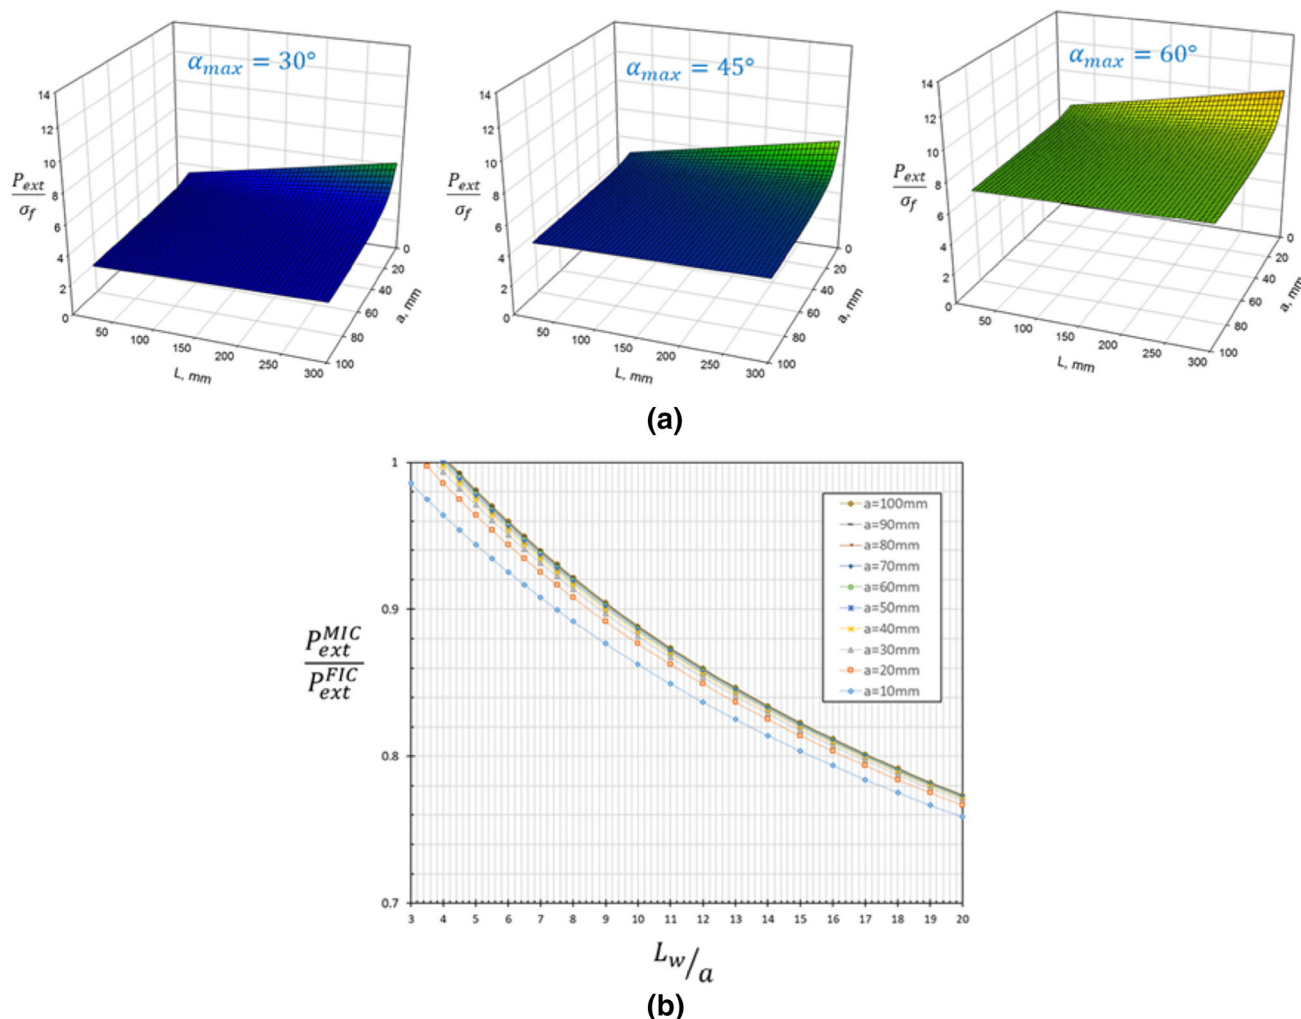 α_max = 30°
14
12
10
8
6
4
2
0
P_ext/σ_f
50
100
150
200
250
300
L, mm
0
20
40
60
80
100
a, mm
α_max = 45°
14
12
10
8
6
4
2
0
P_ext/σ_f
50
100
150
200
250
300
L, mm
0
20
40
60
80
100
a, mm
α_max = 60°
14
12
10
8
6
4
2
0
P_ext/σ_f
50
100
150
200
250
300
L, mm
0
20
40
60
80
100
a, mm
(a)
1
0.9
0.8
0.7
P_ext^MIC
P_ext^FIC
a=100mm
a=90mm
a=80mm
a=70mm
a=60mm
a=50mm
a=40mm
a=30mm
a=20mm
a=10mm
3 4 5 6 7 8 9 10 11 12 13 14 15 16 17 18 19 20
L_w/a
(b)